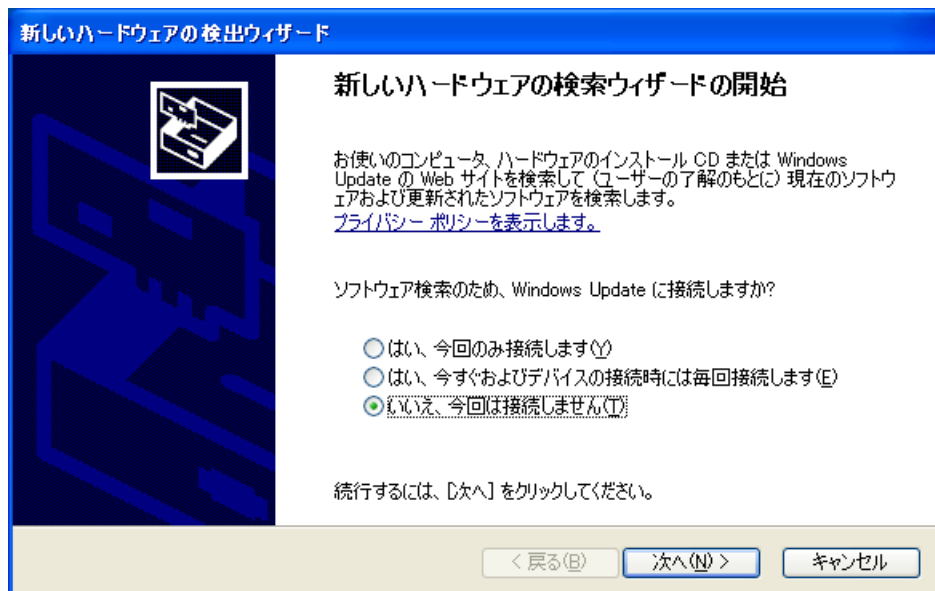 新しいハードウェアの検出ウィザード
新しいハードウェアの検索ウィザードの開始
お使いのコンピュータ、ハードウェアのインストール CD または Windows
Update の Web サイトを検索して (ユーザーの了解のもとに) 現在のソフトウ
ェアおよび更新されたソフトウェアを検索します。
プライバシー ポリシーを表示します。
ソフトウェア検索のため、Windows Update に接続しますか?
はい、今回のみ接続します(Y)
はい、今すぐおよびデバイスの接続時には毎回接続します(E)
いいえ、今回は接続しません(T)
続行するには、[次へ] をクリックしてください。
< 戻る(B)
次へ(N) >
キャンセル